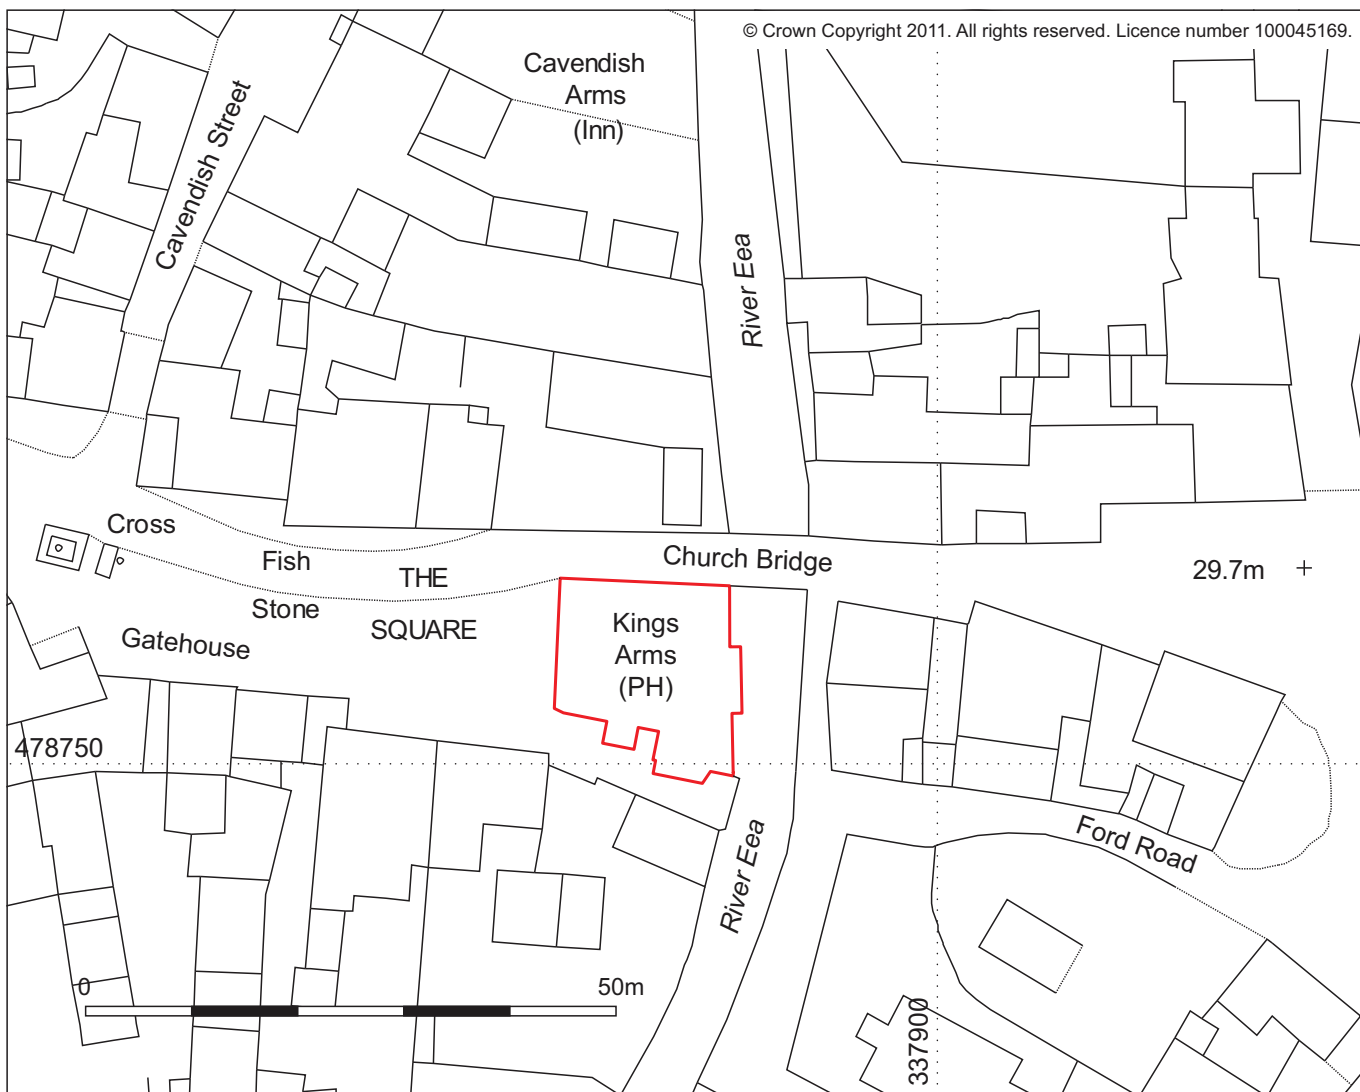 © Crown Copyright 2011. All rights reserved. Licence number 100045169.
Cavendish
Arms
(Inn)
Cavendish Street
River Eea
Cross
Fish
Stone
THE
SQUARE
Church Bridge
29.7m
Gatehouse
Kings
Arms
(PH)
478750
Ford Road
River Eea
0
50m
337900